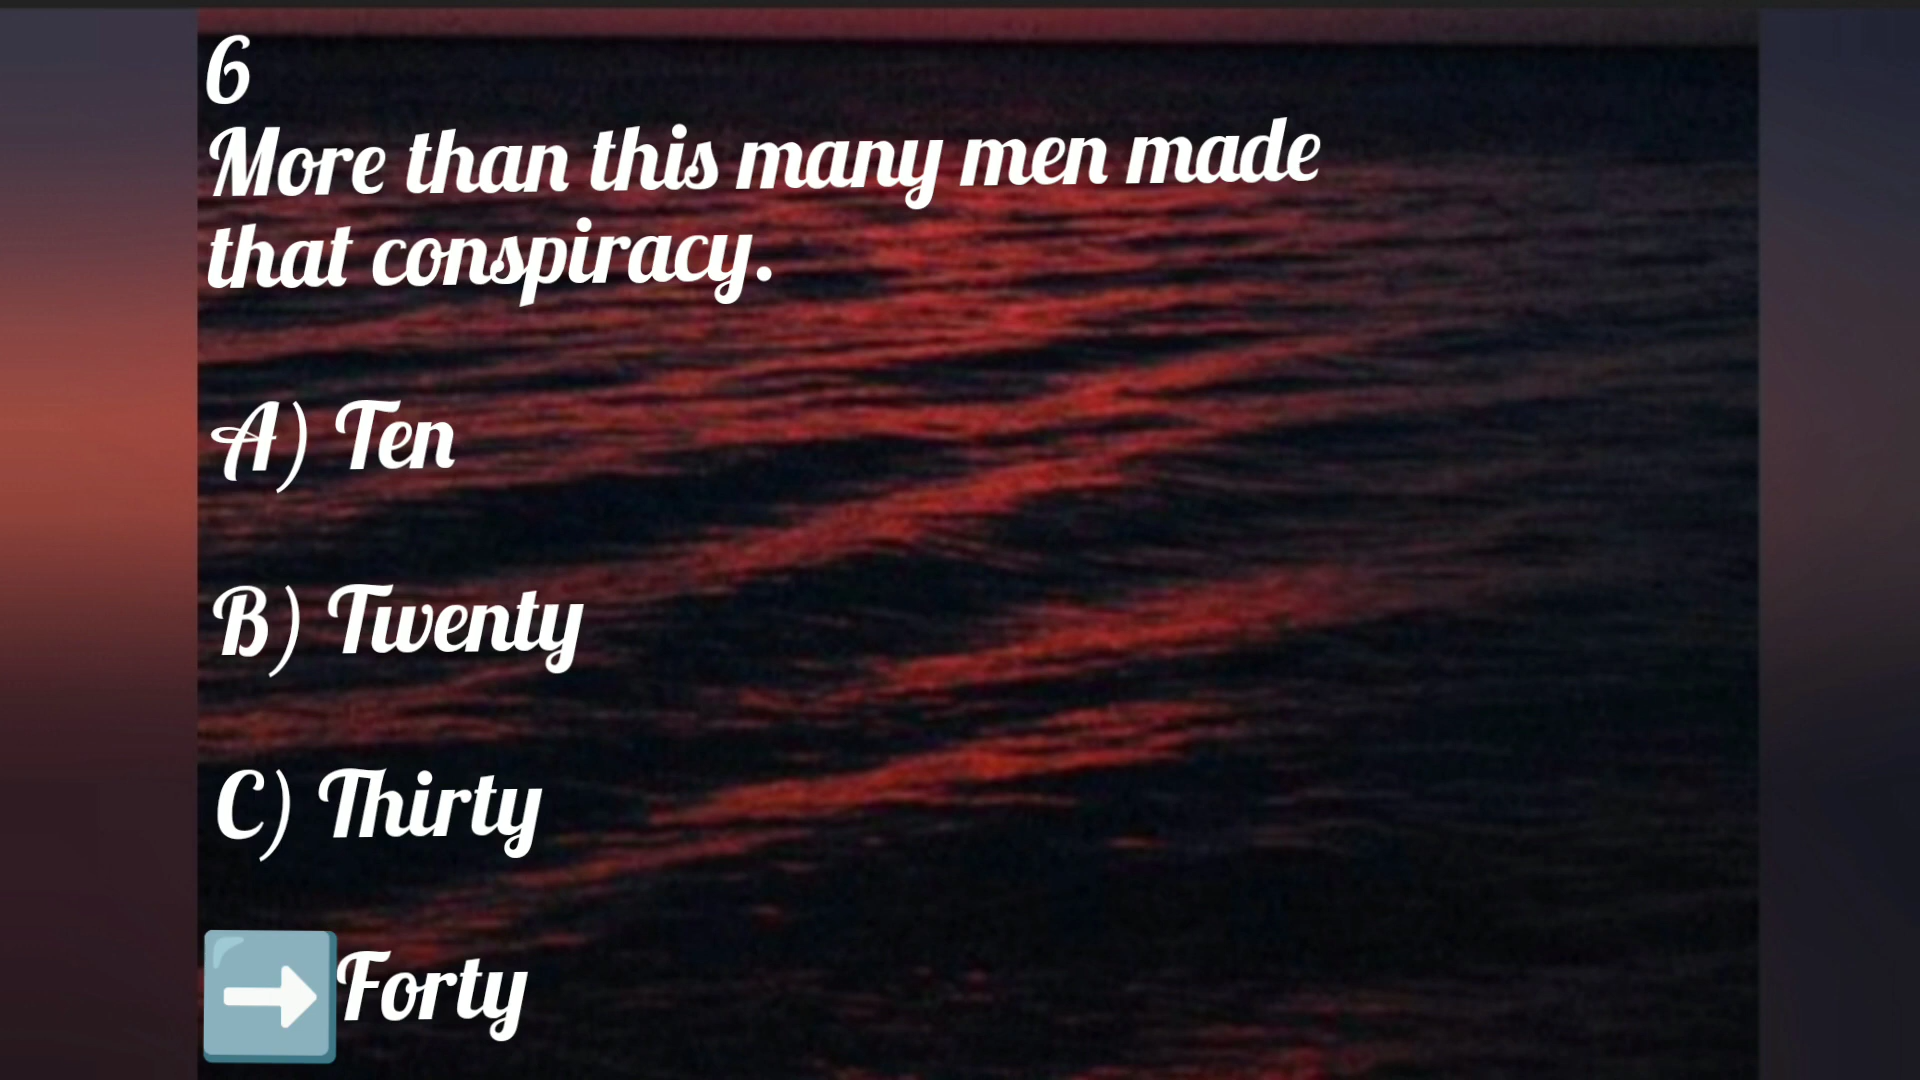 6
More than this many men made
that conspiracy.
A) Ten
B) Twenty
C) Thirty
Forty